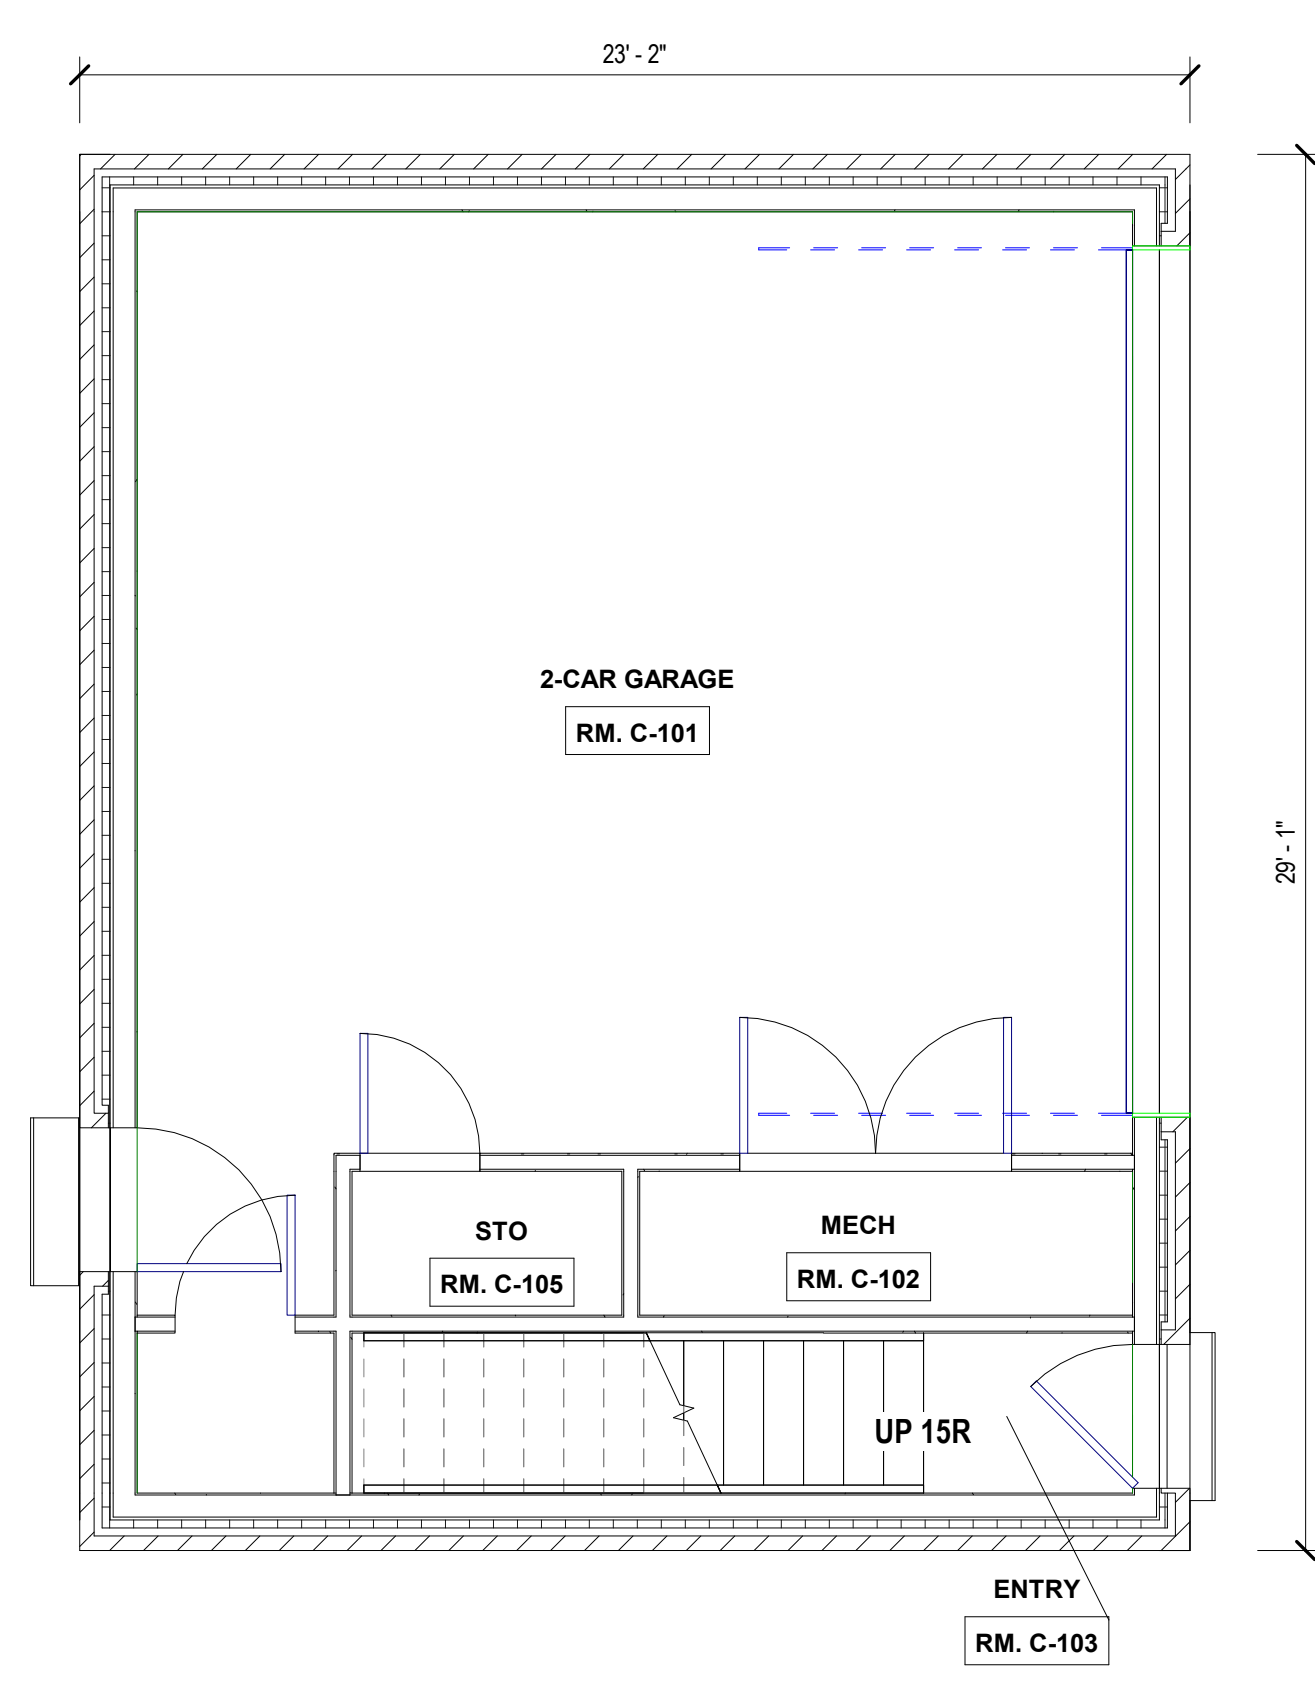 23' - 2"
29' - 1"
2-CAR GARAGE
RM. C-101
STO
RM. C-105
MECH
RM. C-102
UP 15R
ENTRY
RM. C-103